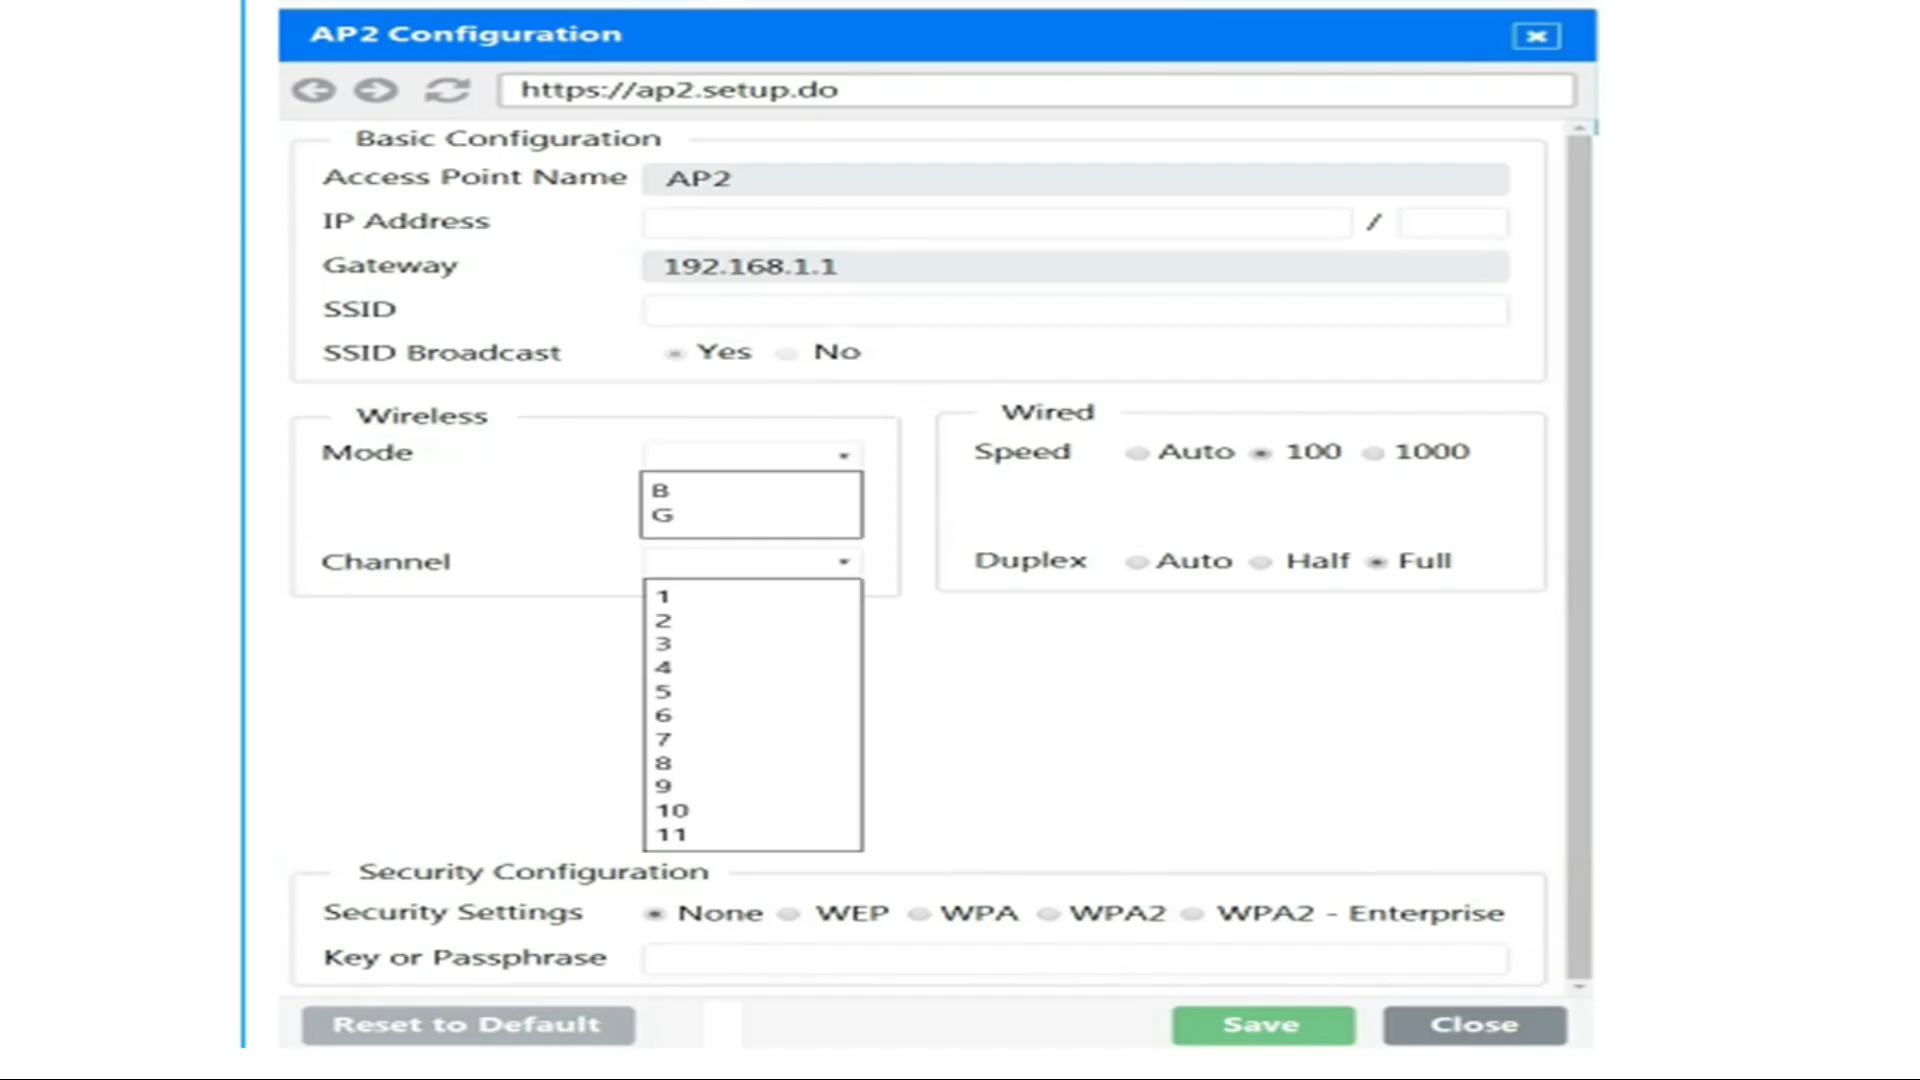 AP2 Configuration
https://ap2.setup.do
Basic Configuration
Access Point Name AP2
IP Address /
Gateway 192.168.1.1
SSID
SSID Broadcast Yes No
Wireless
Mode
B
G
Channel
1
2
3
4
5
6
7
8
9
10
11
Wired
Speed Auto 100 1000
Duplex Auto Half Full
Security Configuration
Security Settings None WEP WPA WPA2 WPA2 - Enterprise
Key or Passphrase
Reset to Default Save Close